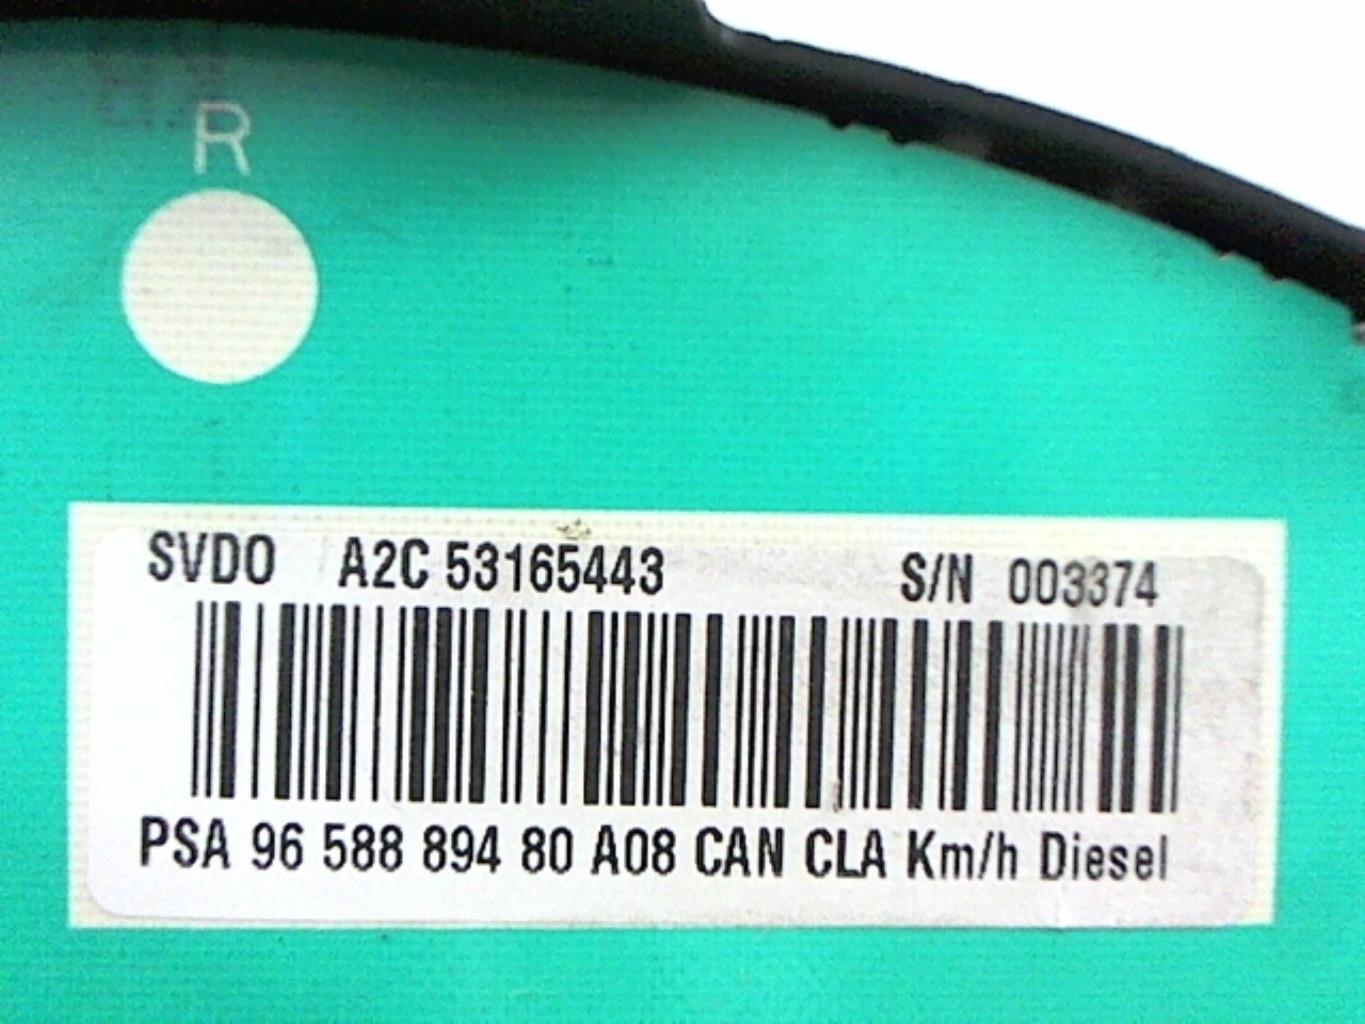 R
SVDO A2C 53165443 S/N 003374
PSA 96 588 894 80 A08 CAN CLA Km/h Diesel